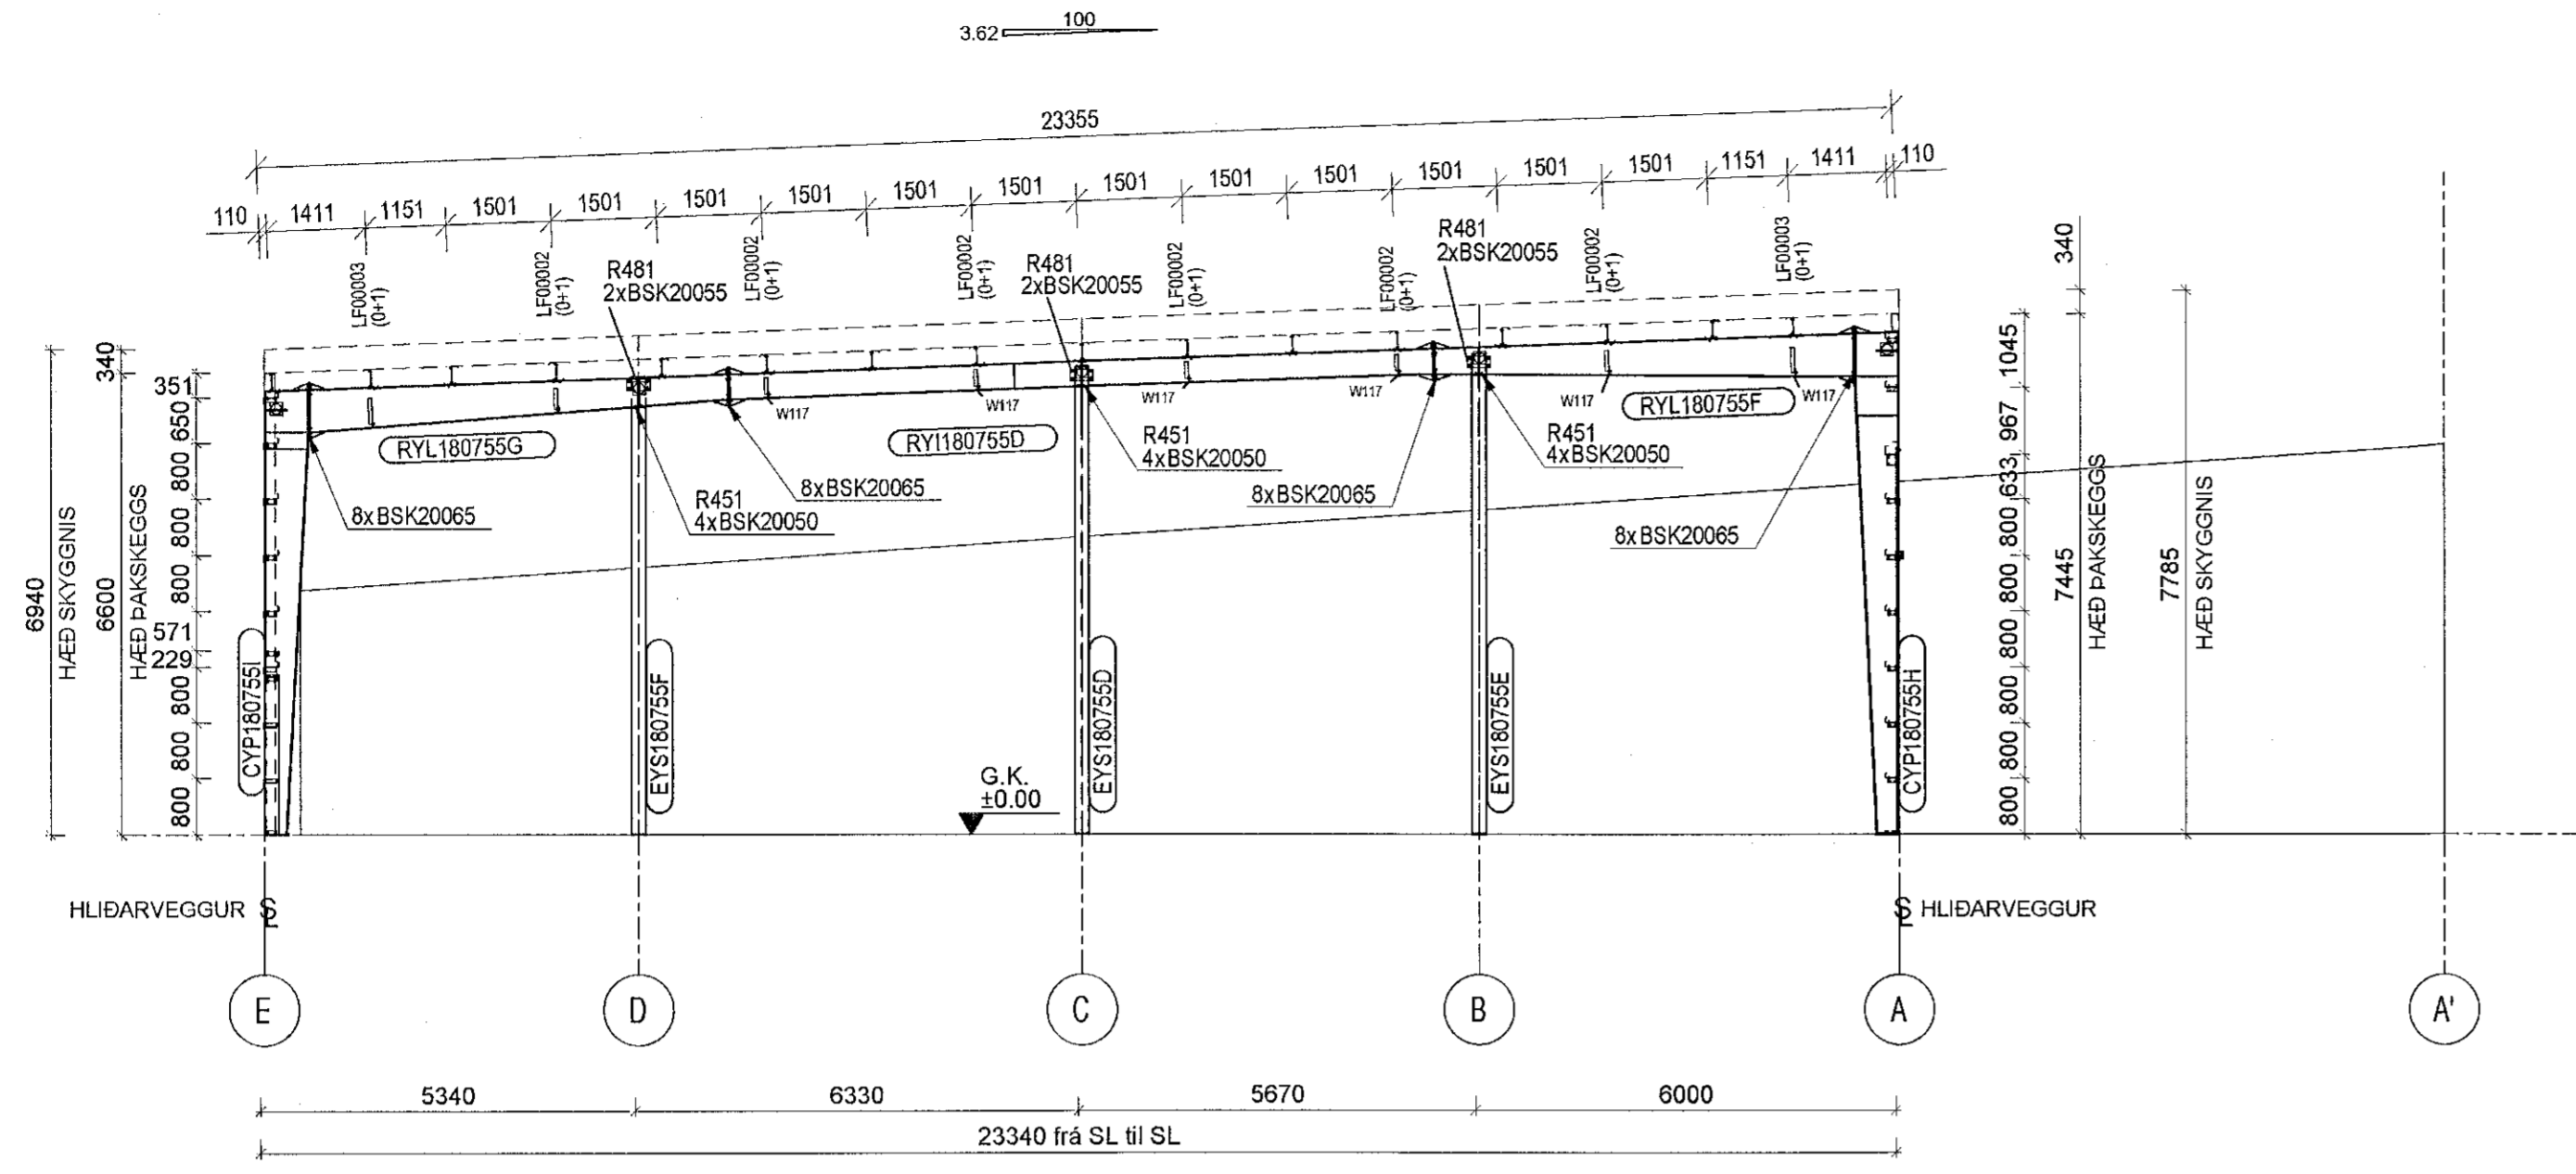 100
3.62
23355
110 1411 1151 1501 1501 1501 1501 1501 1501 1501 1501 1501 1501 1501 1501 1151 1411 110
LF00003
(0+1)
LF00002
(0+1)
R481
2xBSK20055
LF00002
(0+1)
LF00002
(0+1)
R481
2xBSK20055
LF00002
(0+1)
LF00002
(0+1)
R481
2xBSK20055
LF00002
(0+1)
LF00003
(0+1)
W117
W117
W117
W117
W117
W117
RYL180755G
RYI180755D
RYL180755F
8xBSK20065
R451
4xBSK20050
8xBSK20065
R451
4xBSK20050
8xBSK20065
R451
4xBSK20050
8xBSK20065
6940
HÆÐ SKYGGNIS
340
6600
HÆÐ ÞAKSKEGGS
351
650
800
800
800
571
229
800
800
800
CYP180755I
EYS180755F
EYS180755D
EYS180755E
CYP180755H
G.K.
±0.00
1045
967
633
800
800
800
800
800
800
340
7445
HÆÐ ÞAKSKEGGS
7785
HÆÐ SKYGGNIS
HLIÐARVEGGUR SL
SL HLIÐARVEGGUR
E D C B A A'
5340 6330 5670 6000
23340 frá SL til SL